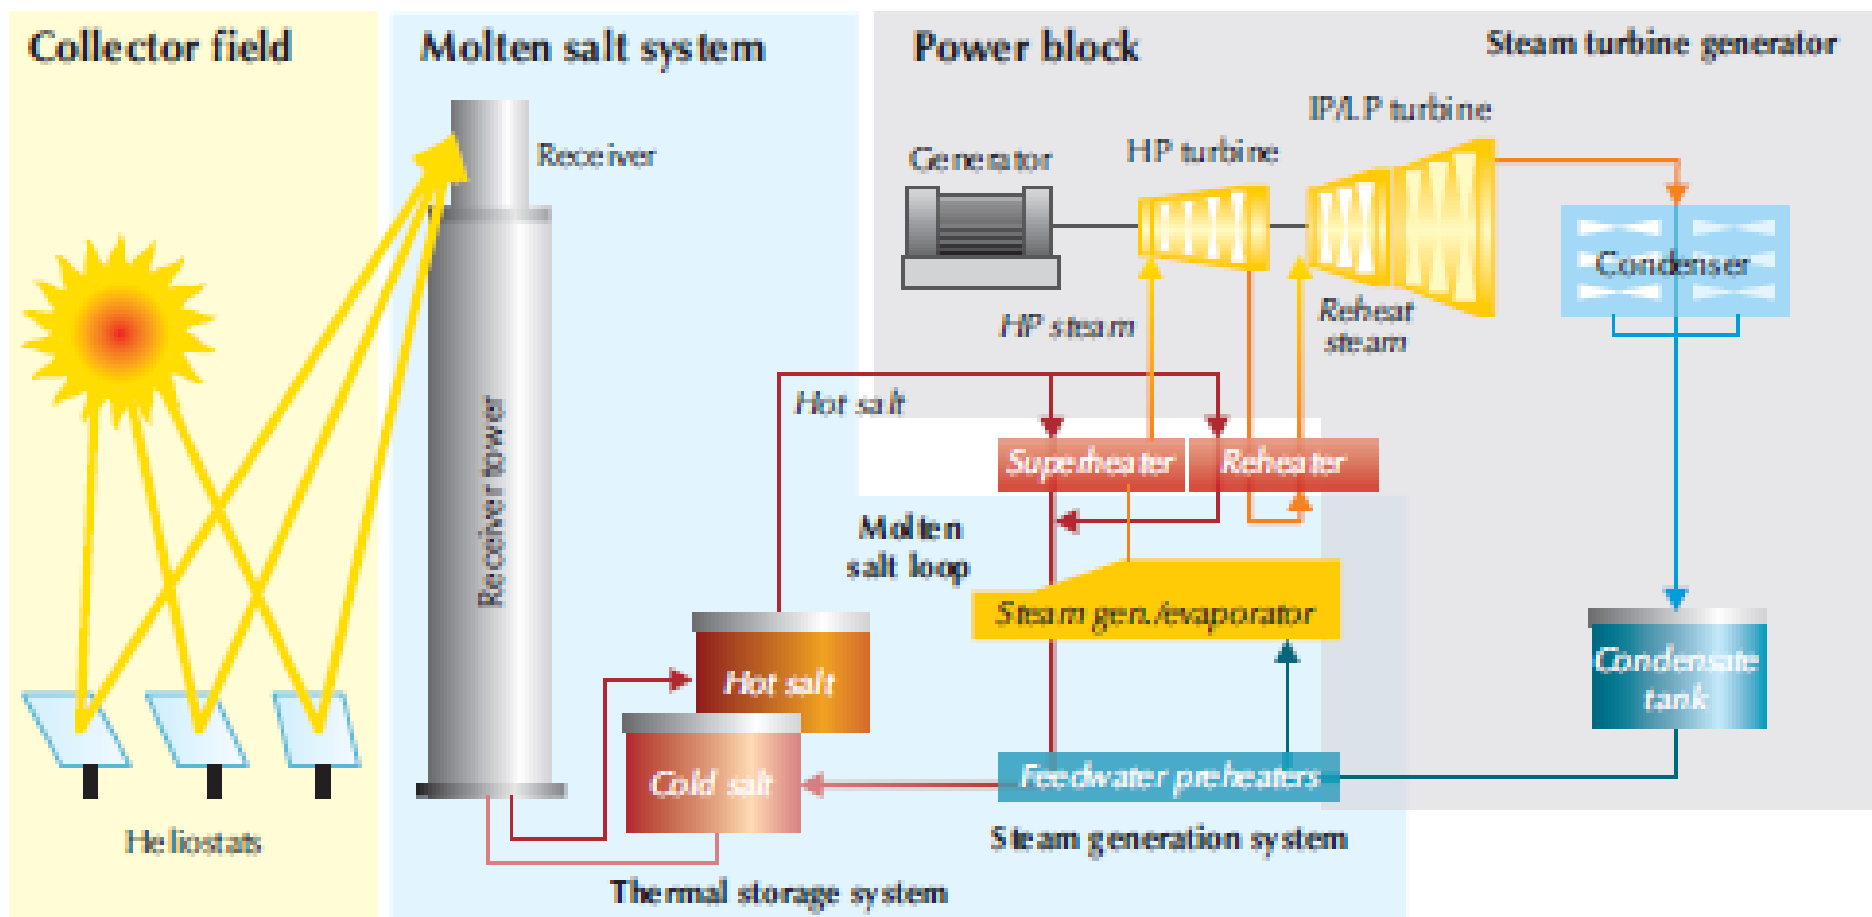 Collector field
Molten salt system
Power block
Steam turbine generator
IP/LP turbine
HP turbine
Generator
Receiver
Condenser
HP steam
Reheat
steam
Hot salt
Receiver tower
Superheater
Reheater
Molten
salt loop
Steam gen./evaporator
Hot salt
Condensate
tank
Cold salt
Feedwater preheaters
Heliostats
Steam generation system
Thermal storage system